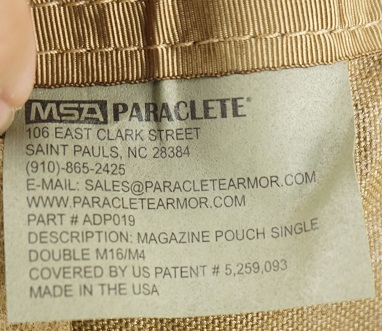 MSA PARACLETE®
106 EAST CLARK STREET
SAINT PAULS, NC 28384
(910)-865-2425
E-MAIL: SALES@PARACLETEARMOR.COM
WWW.PARACLETEARMOR.COM
PART # ADP019
DESCRIPTION: MAGAZINE POUCH SINGLE
DOUBLE M16/M4
COVERED BY US PATENT # 5,259,093
MADE IN THE USA